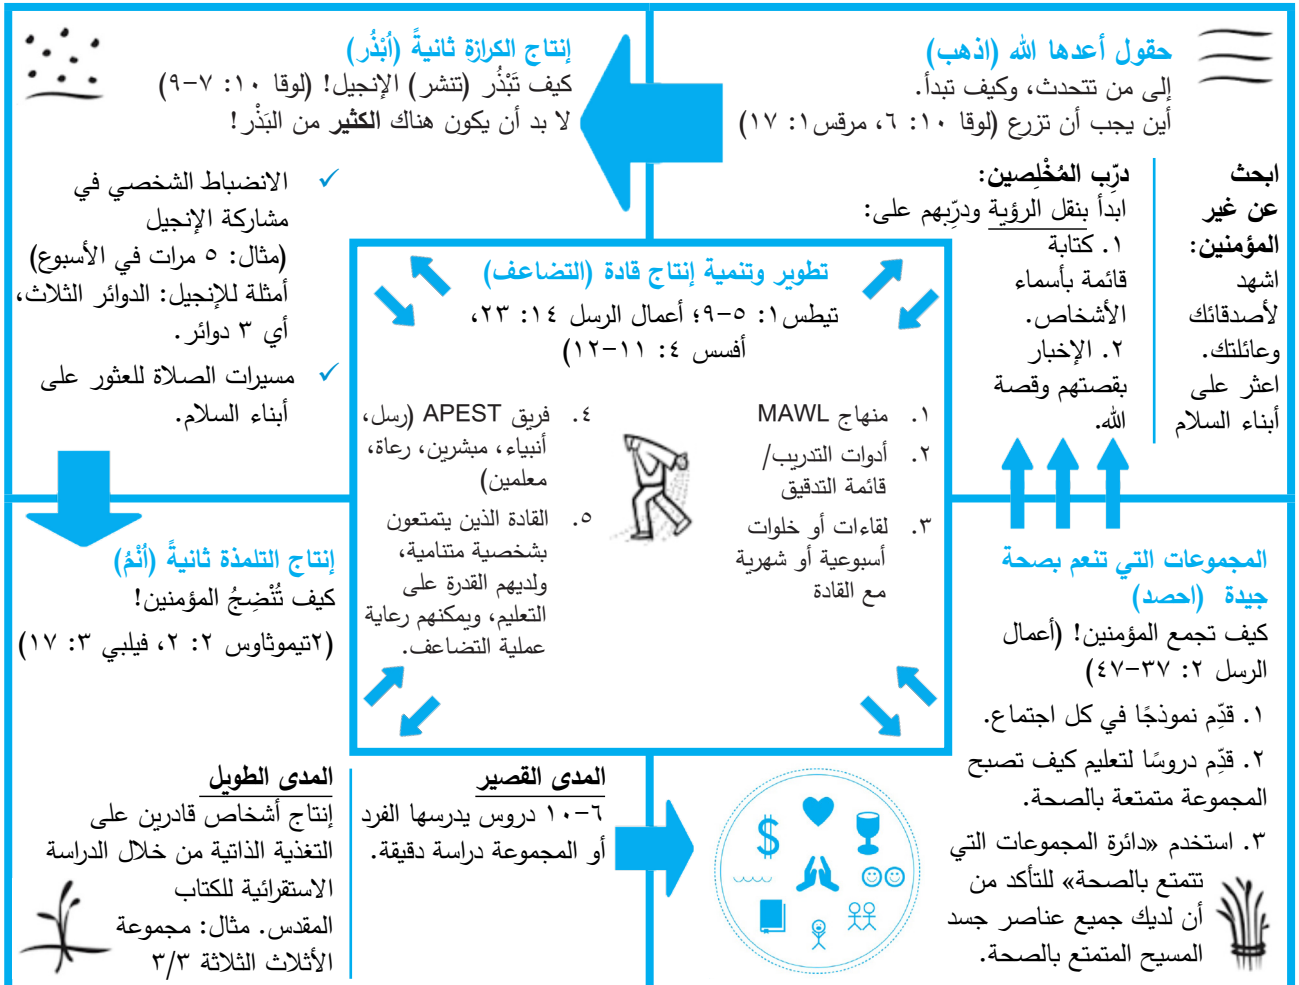 حقول أعدها الله (اذهب)
إلى من تتحدث، وكيف تبدأ.
أين يجب أن تزرع (لوقا ١٠: ٦، مرقس١: ١٧)
ابحث
عن غير
المؤمنين:
اشهد
لأصدقائك
وعائلتك.
اعثر على
أبناء السلام
درِّب المُخْلِصين:
ابدأ بنقل الرؤية ودرِّبهم على:
١. كتابة
قائمة بأسماء
الأشخاص.
٢. الإخبار
بقصتهم وقصة
الله.
إنتاج الكرازة ثانيةً (اُبْذُر)
كيف تَبْذُر (تنشر) الإنجيل! (لوقا ١٠: ٧-٩)
لا بد أن يكون هناك الكثير من البَذْر!
✓ الانضباط الشخصي في
مشاركة الإنجيل
(مثال: ٥ مرات في الأسبوع)
أمثلة للإنجيل: الدوائر الثلاث،
أي ٣ دوائر.
✓ مسيرات الصلاة للعثور على
أبناء السلام.
تطوير وتنمية إنتاج قادة (التضاعف)
تيطس١: ٥-٩؛ أعمال الرسل ١٤: ٢٣،
أفسس ٤: ١١-١٢)
١. منهاج MAWL
٢. أدوات التدريب/
قائمة التدقيق
٣. لقاءات أو خلوات
أسبوعية أو شهرية
مع القادة
٤. فريق APEST (رسل،
أنبياء، مبشرين، رعاة،
معلمين)
٥. القادة الذين يتمتعون
بشخصية متنامية،
ولديهم القدرة على
التعليم، ويمكنهم رعاية
عملية التضاعف.
إنتاج التلمذة ثانيةً (اُنْمُ)
كيف تُنْضِجُ المؤمنين!
(٢تيموثاوس ٢: ٢، فيلبي ٣: ١٧)
المدى القصير
٦-١٠ دروس يدرسها الفرد
أو المجموعة دراسة دقيقة.
المدى الطويل
إنتاج أشخاص قادرين على
التغذية الذاتية من خلال الدراسة
الاستقرائية للكتاب
المقدس. مثال: مجموعة
الأثلاث الثلاثة ٣/٣
المجموعات التي تنعم بصحة
جيدة (احصد)
كيف تجمع المؤمنين! (أعمال
الرسل ٢: ٣٧-٤٧)
١. قدِّم نموذجًا في كل اجتماع.
٢. قدِّم دروسًا لتعليم كيف تصبح
المجموعة متمتعة بالصحة.
٣. استخدم «دائرة المجموعات التي
تتمتع بالصحة» للتأكد من
أن لديك جميع عناصر جسد
المسيح المتمتع بالصحة.
$